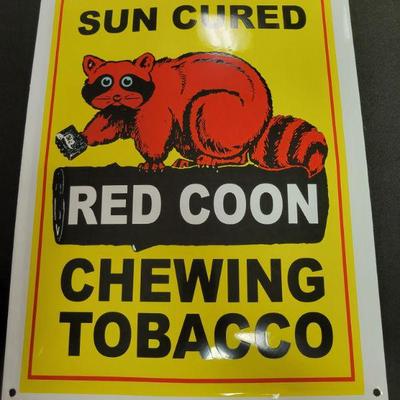 SUN CURED
RED COON
CHEWING
TOBACCO